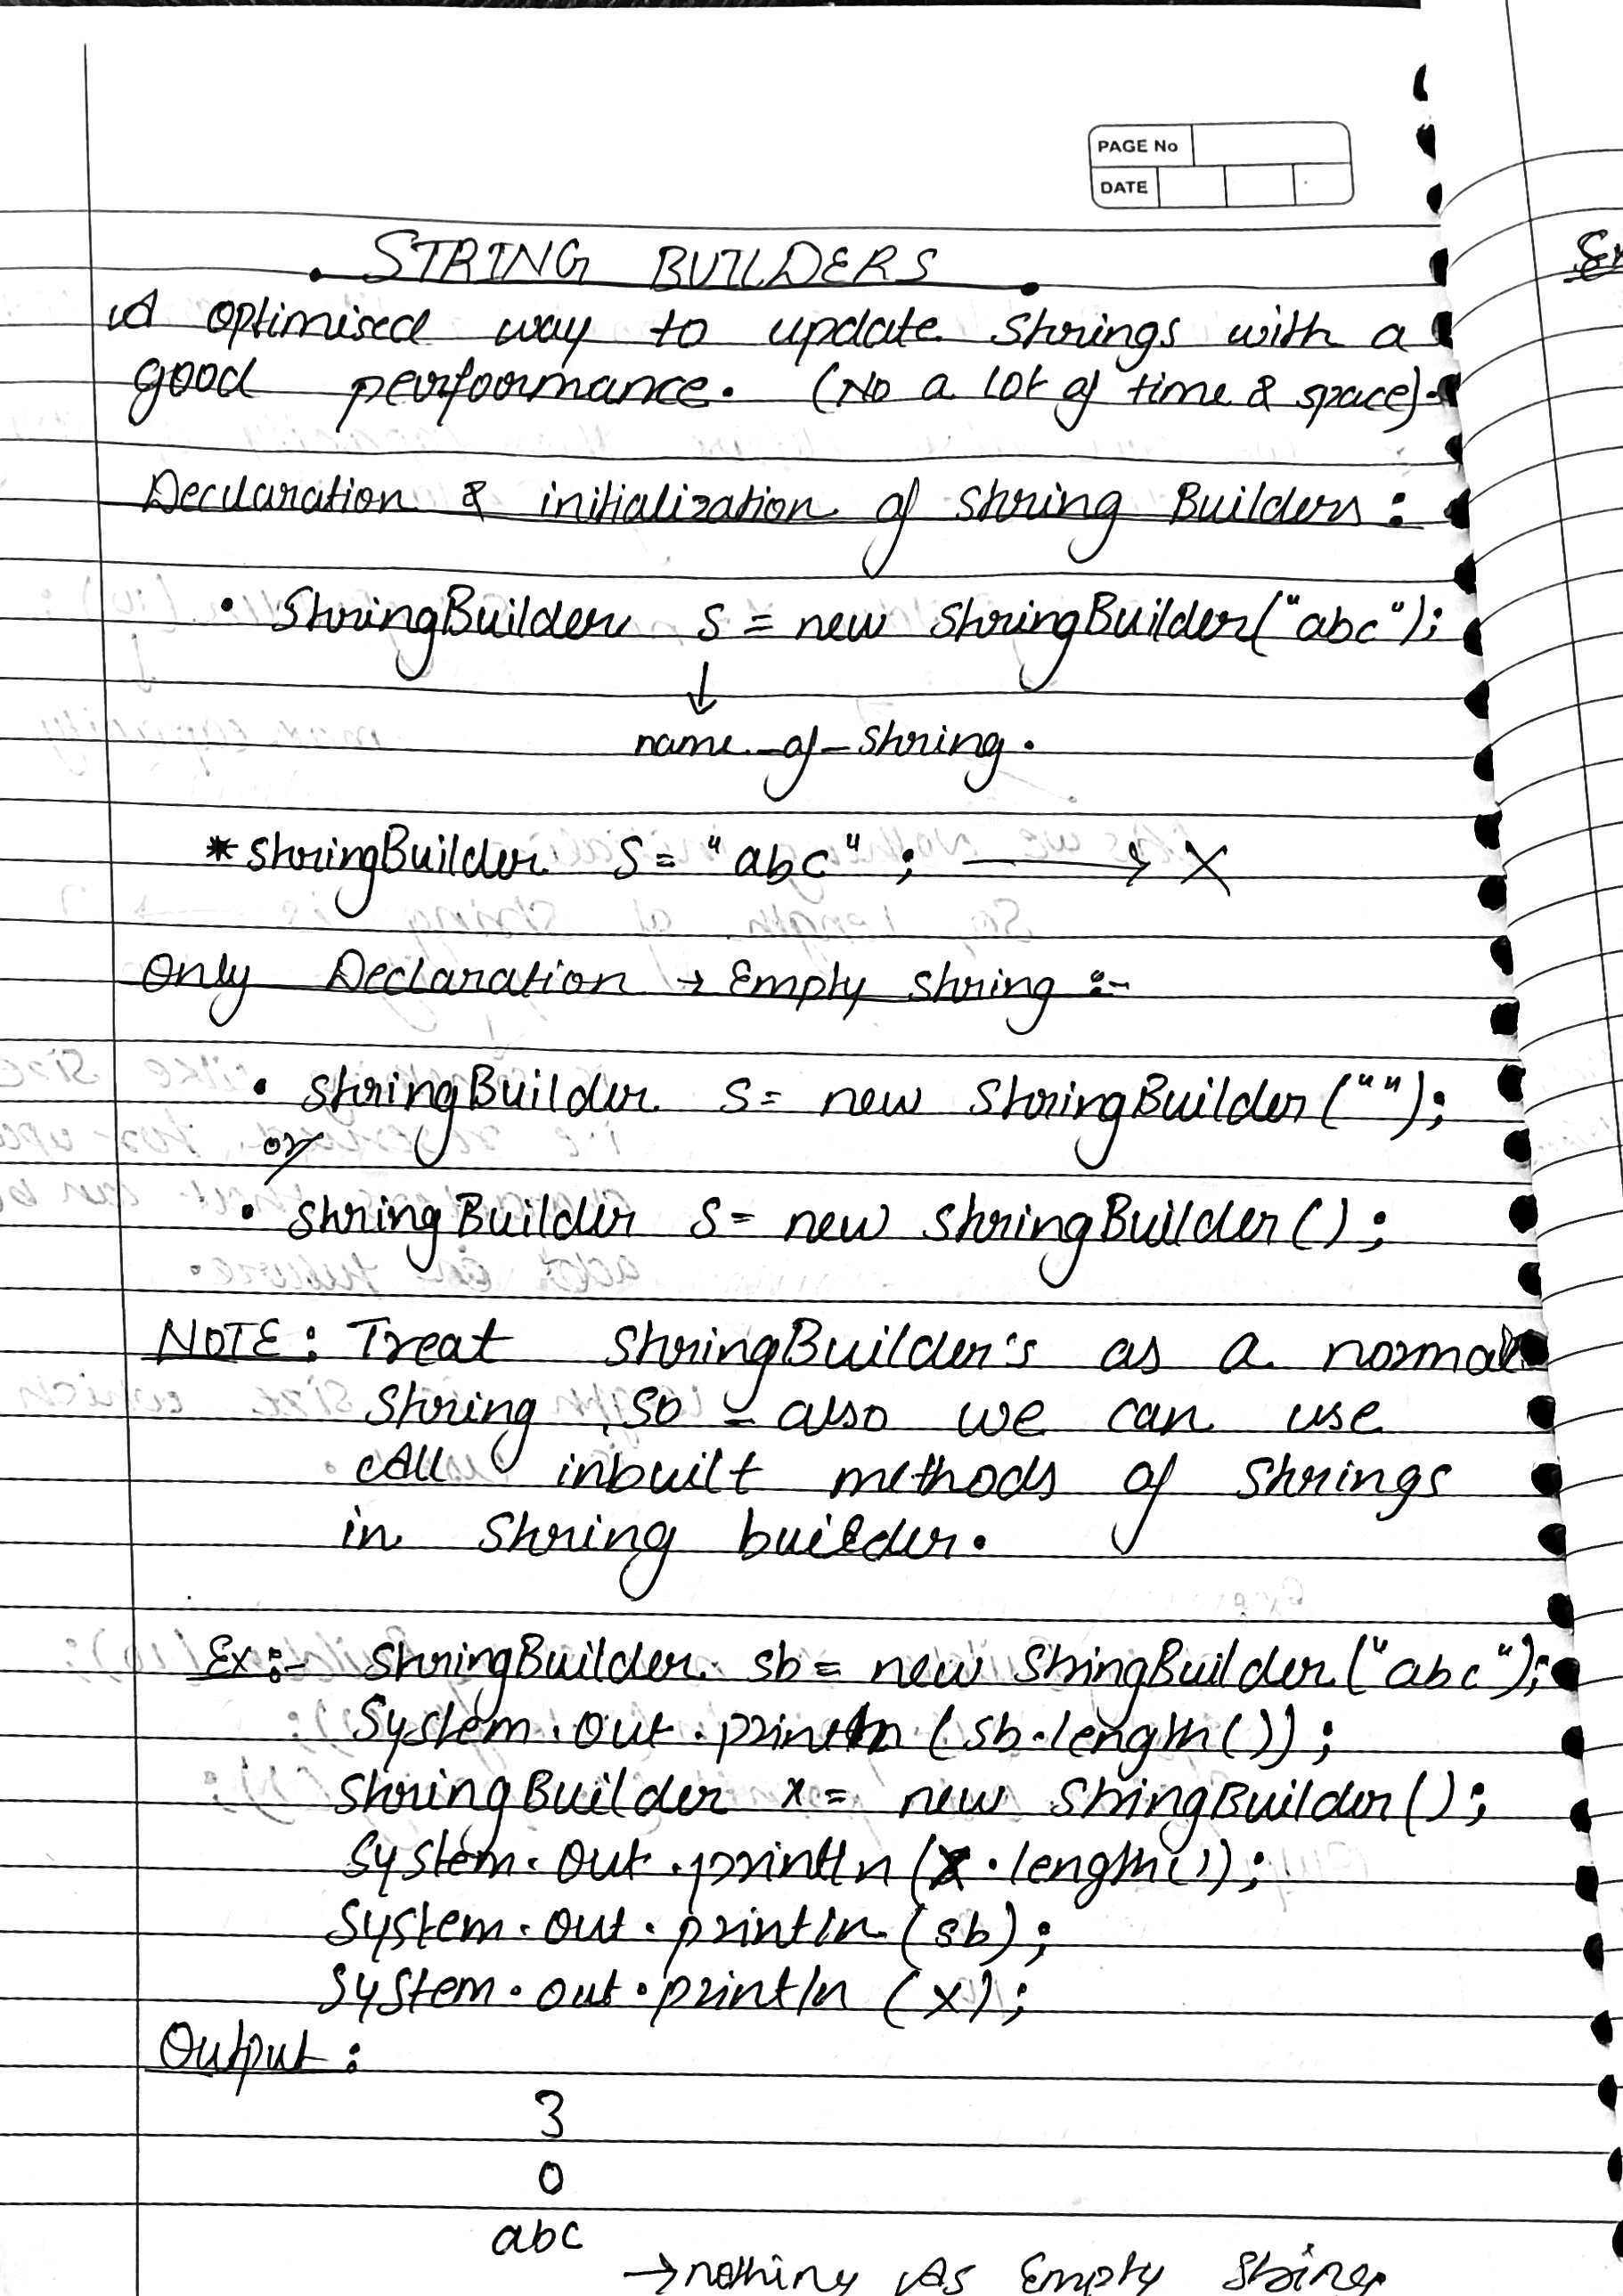 PAGE No
DATE
STRING BUILDERS
A optimised way to update strings with a
good performance. (No a lot of time & space).
Declaration & initialization of String Builders :
• StringBuilder s = new StringBuilder("abc");
↓
name_of_string.
* StringBuilder s = "abc" ; → X
Only Declaration → Empty string :-
• StringBuilder s = new StringBuilder ("");
or
• StringBuilder s = new StringBuilder();
NOTE : Treat StringBuilder's as a normal
string so - also we can use
all inbuilt methods of strings
in string builder.
Ex :- StringBuilder sb = new StringBuilder("abc");
System.out.println (sb.length());
StringBuilder x = new StringBuilder();
System.out.println (x.length());
System.out.println (sb);
System.out.println (x);
Output :
3
0
abc
→ nothing As Empty string